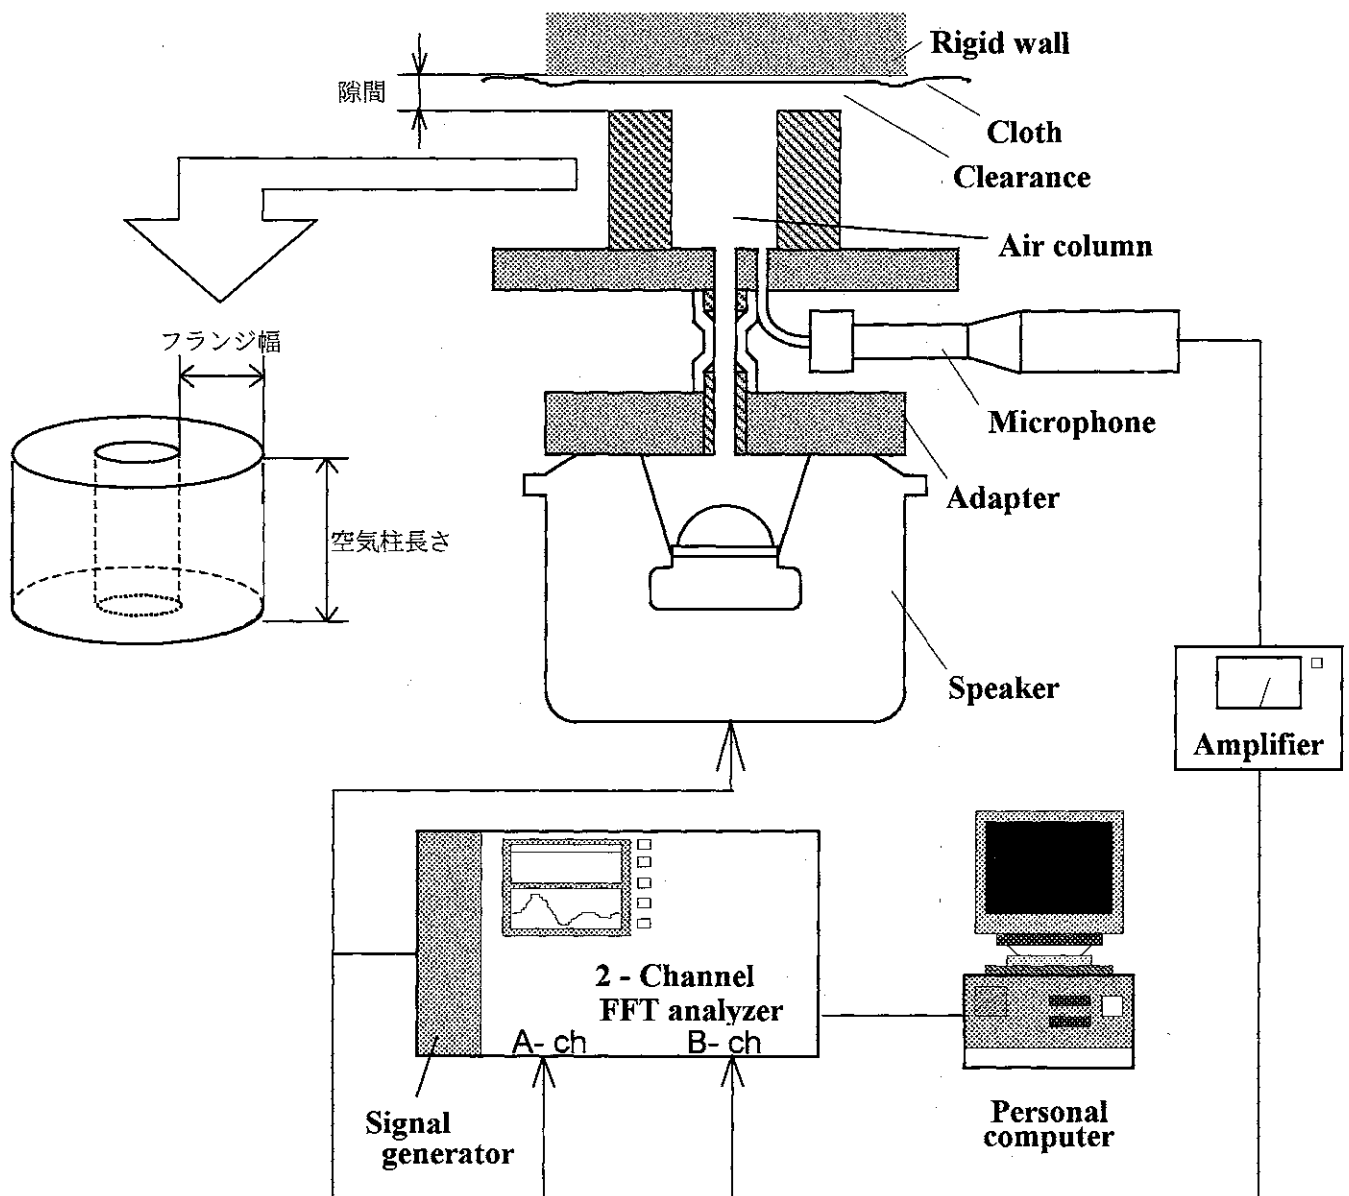 Rigid wall
隙間
Cloth
Clearance
Air column
フランジ幅
Microphone
Adapter
空気柱長さ
Speaker
Amplifier
2 - Channel
FFT analyzer
A- ch
B- ch
Signal
generator
Personal
computer